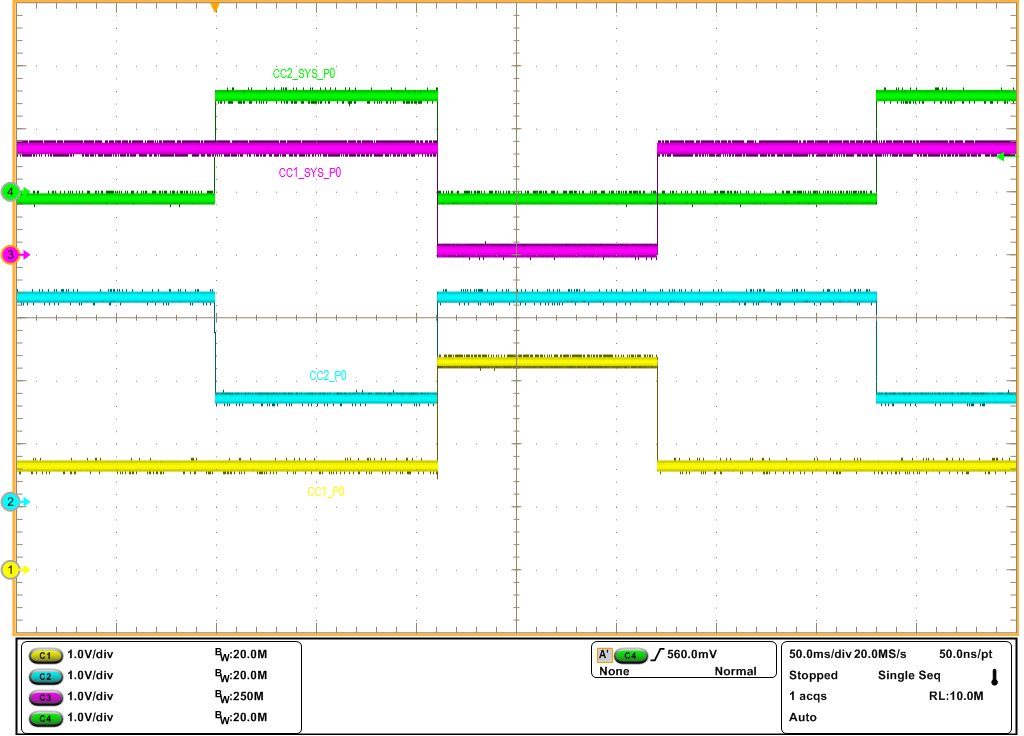 CC2_SYS_P0
CC1_SYS_P0
4
3
CC2_P0
CC1_P0
2
1
C1 1.0V/div BW:20.0M
C2 1.0V/div BW:20.0M
C3 1.0V/div BW:250M
C4 1.0V/div BW:20.0M
A' C4 560.0mV
None Normal
50.0ms/div 20.0MS/s 50.0ns/pt
Stopped Single Seq
1 acqs RL:10.0M
Auto